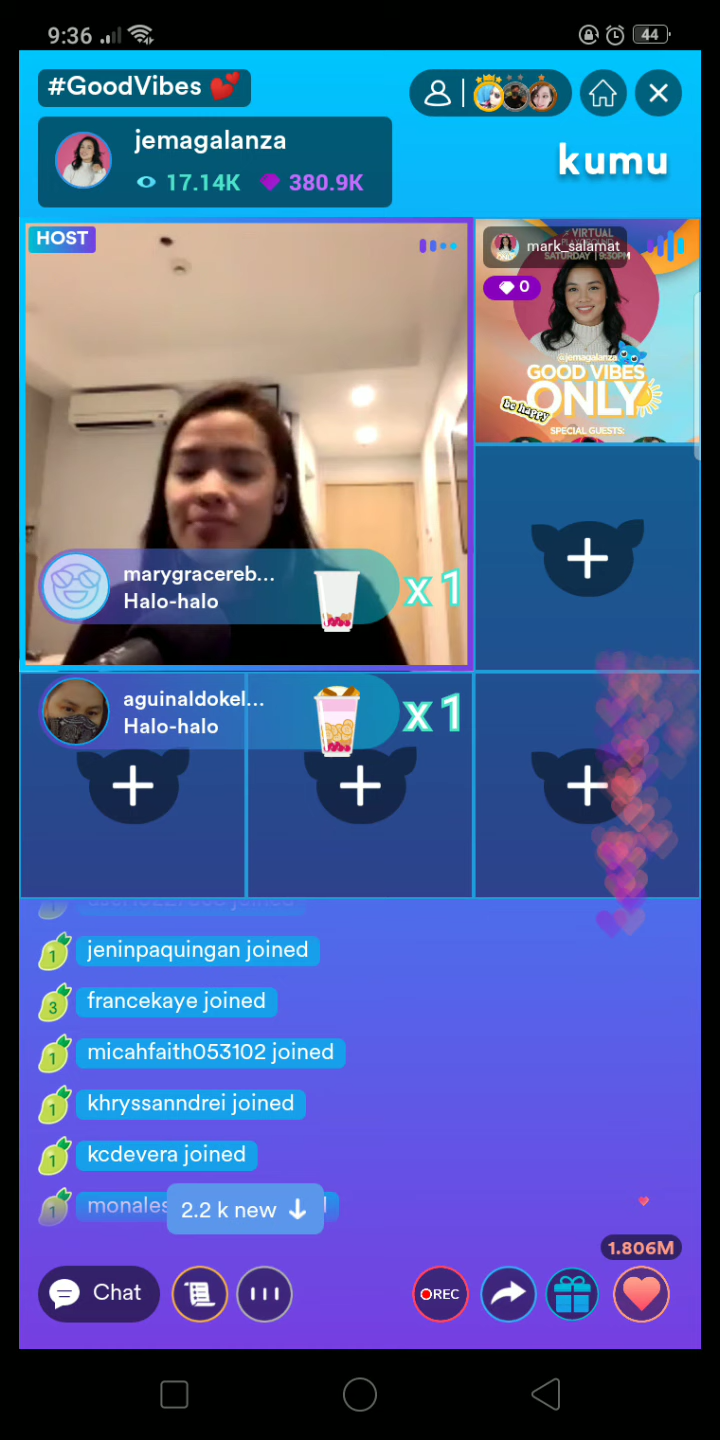 9:36
44
#GoodVibes
jemagalanza
17.14K 380.9K
kumu
HOST
mark_salamat
0
VIRTUAL
SATURDAY | 9:30PM
@jemagalanza
GOOD VIBES
ONLY
be happy
SPECIAL GUESTS:
marygracereb...
Halo-halo
x 1
aguinaldokel...
Halo-halo
x 1
1 jeninpaquingan joined
3 francekaye joined
1 micahfaith053102 joined
1 khryssanndrei joined
1 kcdevera joined
1
2.2 k new
1.806M
Chat
REC